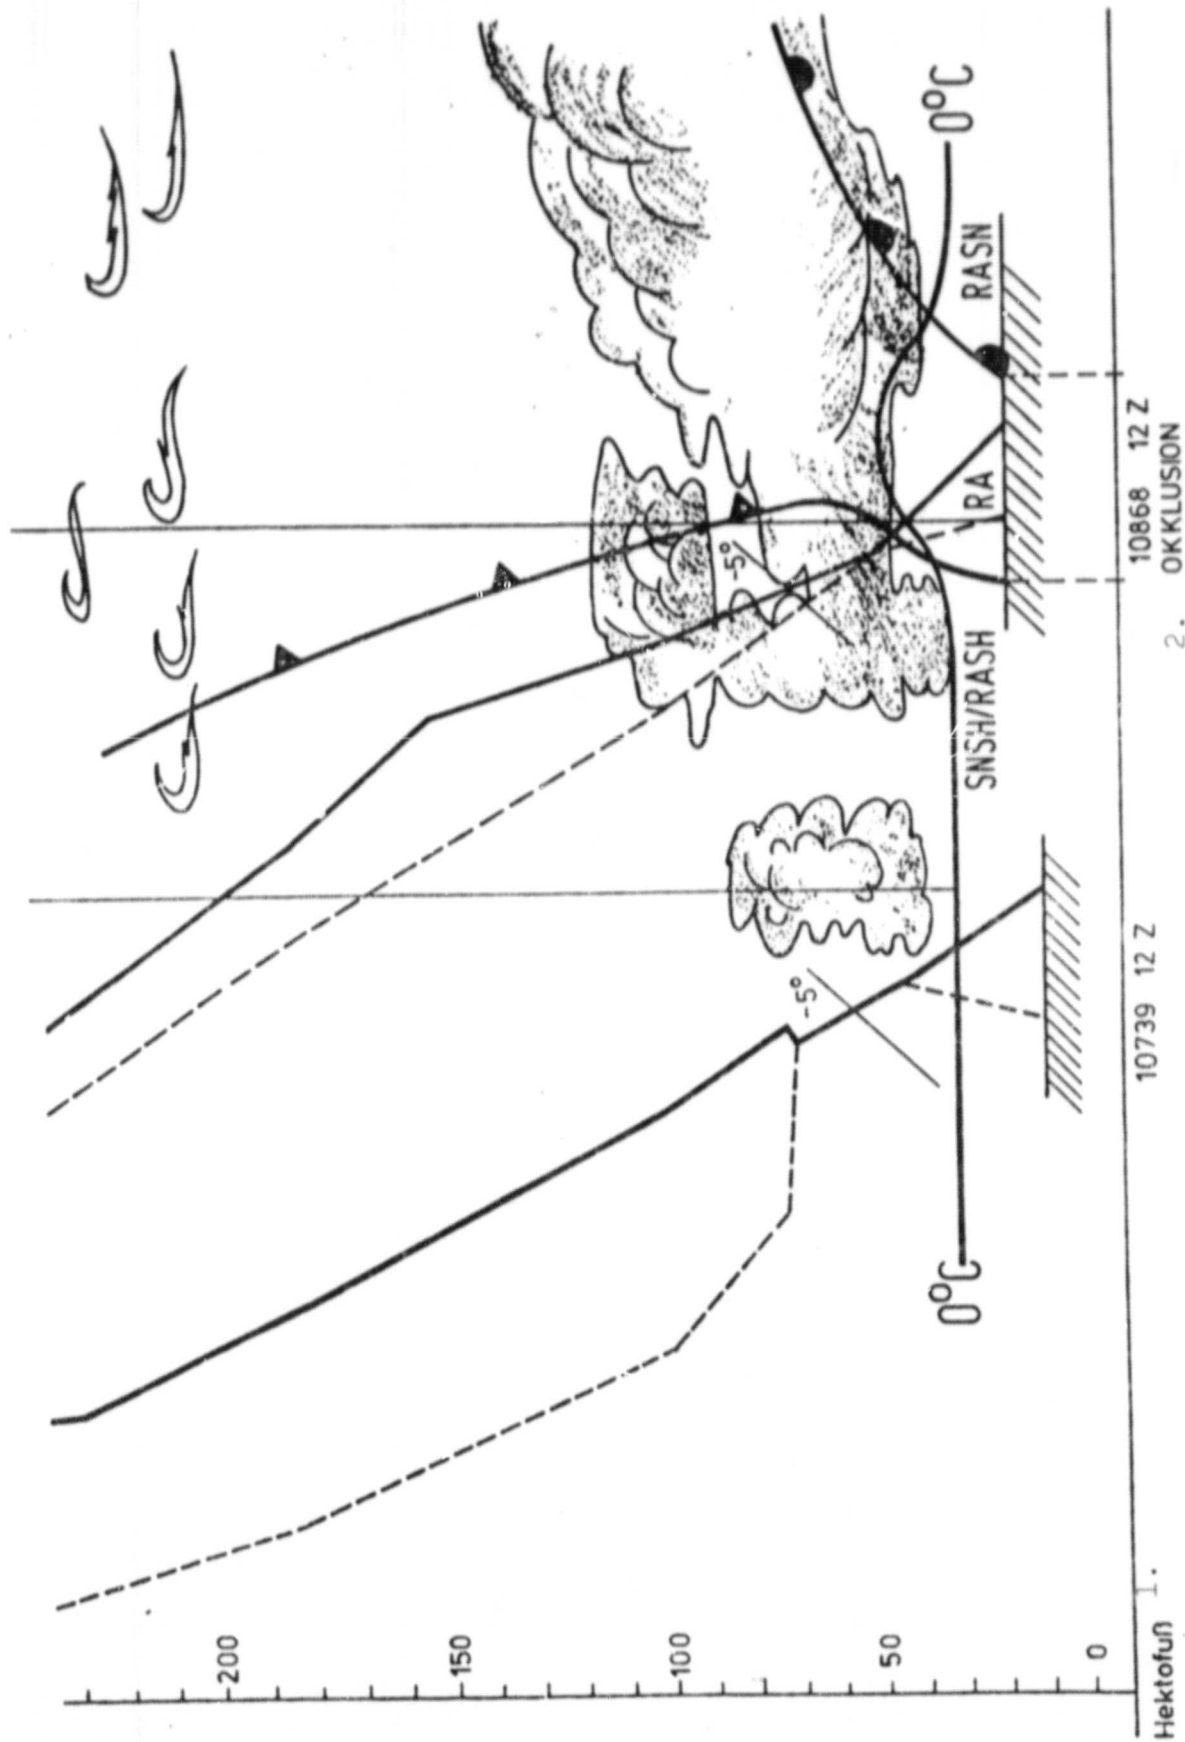 200
150
100
50
0
Hektofuß
0°C
0°C
-5°
-5°
SNSH/RASH
RA
RASN
10739 12 Z
10868 12 Z
OKKLUSION
1.
2.